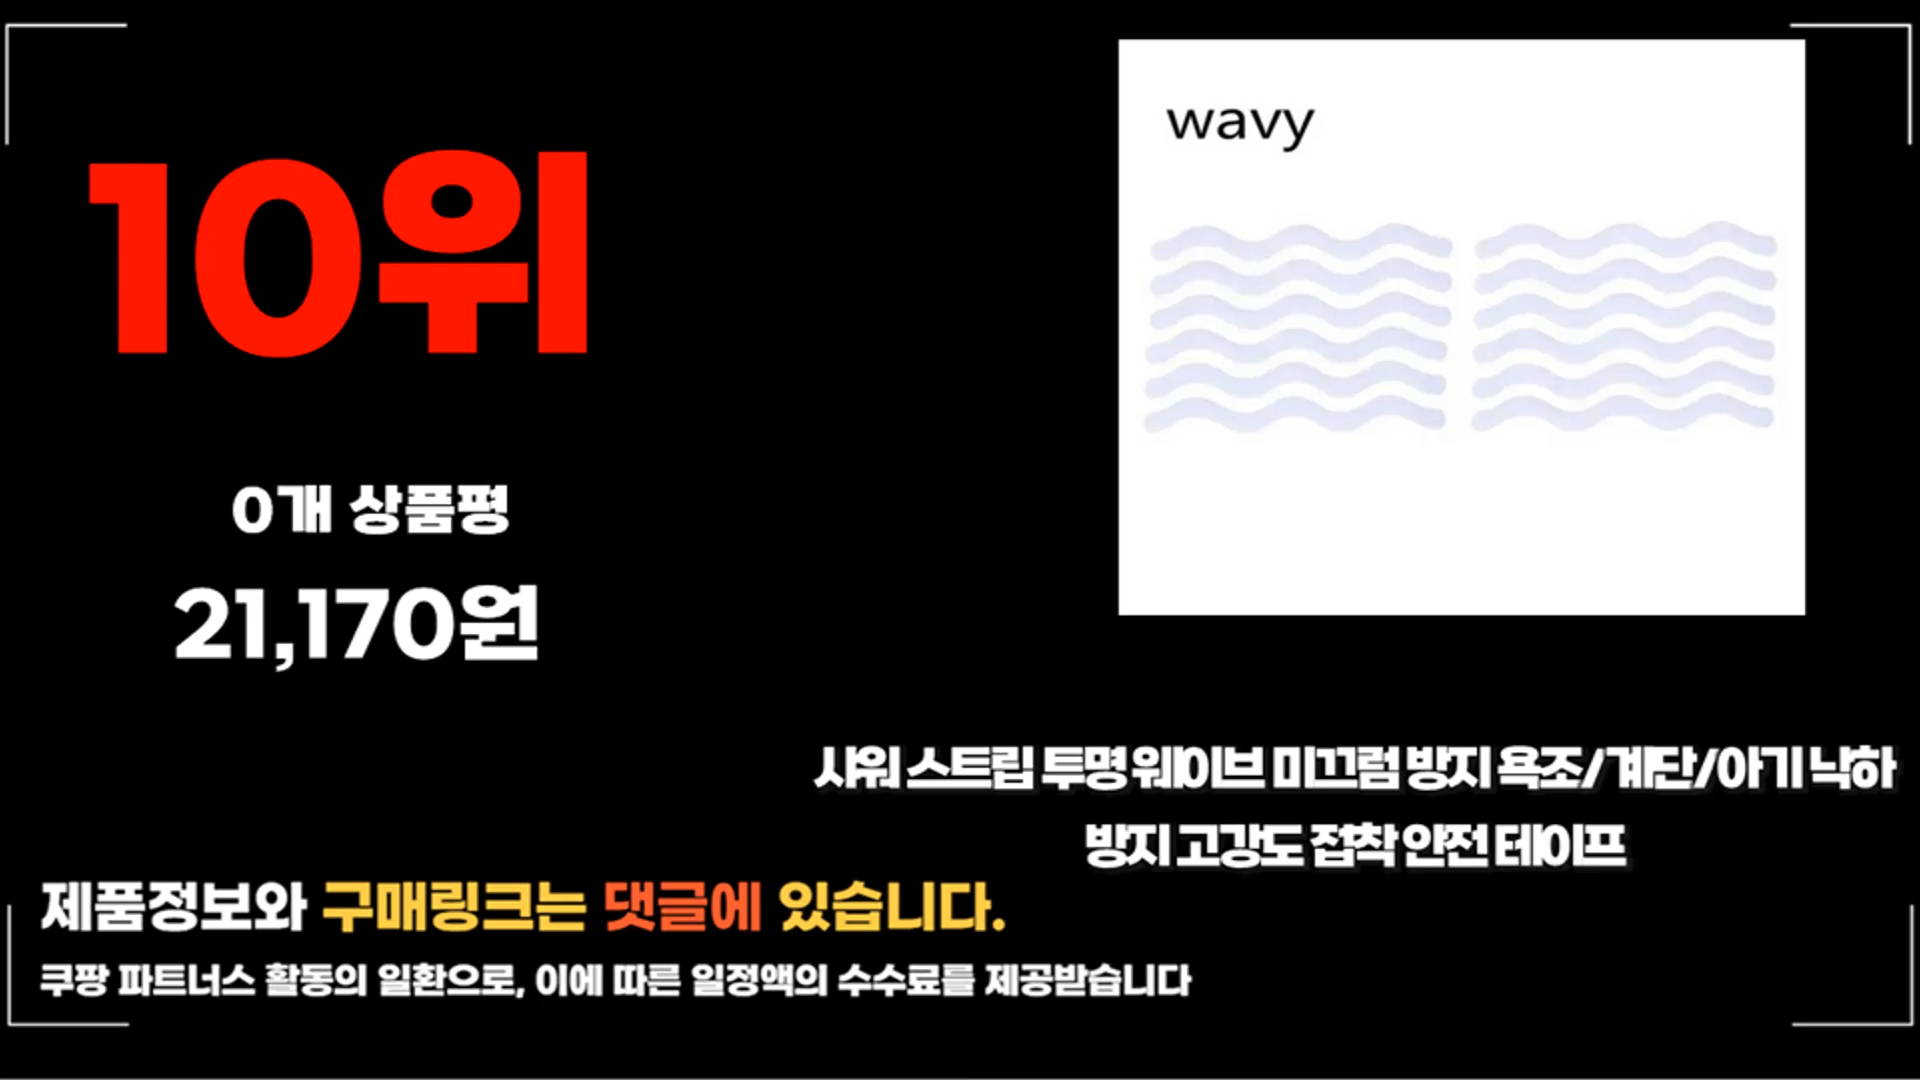 wavy
10위
0개 상품평
21,170원
샤워 스트립 투명 웨이브 미끄럼 방지 욕조/계단/아기 낙하
방지 고강도 접착 안전 테이프
제품정보와 구매링크는 댓글에 있습니다.
쿠팡 파트너스 활동의 일환으로, 이에 따른 일정액의 수수료를 제공받습니다